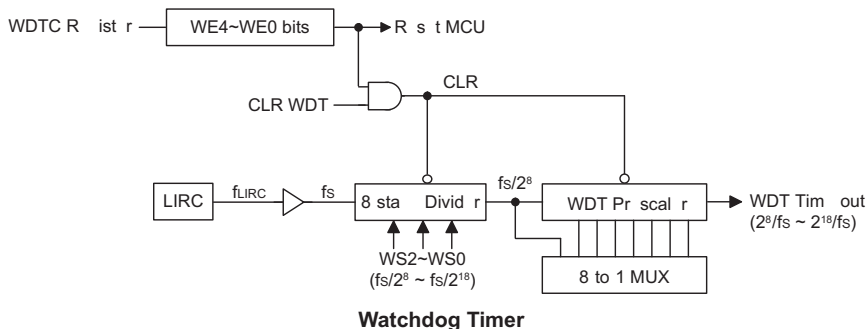 WDTC R ist r
WE4~WE0 bits
R s t MCU
CLR
CLR WDT
LIRC
fLIRC
fS
8 sta Divid r
fS/2⁸
WDT Pr scal r
WDT Tim out
(2⁸/fS ~ 2¹⁸/fS)
WS2~WS0
(fS/2⁸ ~ fS/2¹⁸)
8 to 1 MUX
Watchdog Timer